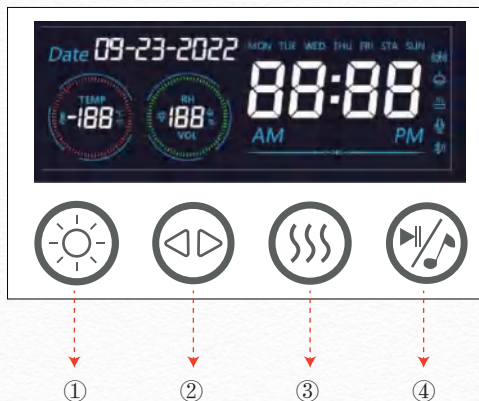 Date 09-23-2022
MON TUE WED THU FRI STA SUN
TEMP
-188 °C °F
RH
188 %
VOL
88:88
AM PM
① ② ③ ④